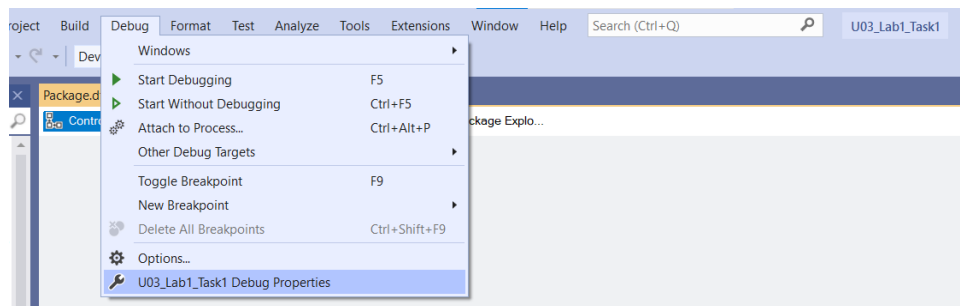 roject Build Debug Format Test Analyze Tools Extensions Window Help Search (Ctrl+Q) U03_Lab1_Task1
Dev
Windows
Package.d
Start Debugging F5
Start Without Debugging Ctrl+F5
Contro
ckage Explo...
Attach to Process... Ctrl+Alt+P
Other Debug Targets
Toggle Breakpoint F9
New Breakpoint
Delete All Breakpoints Ctrl+Shift+F9
Options...
U03_Lab1_Task1 Debug Properties